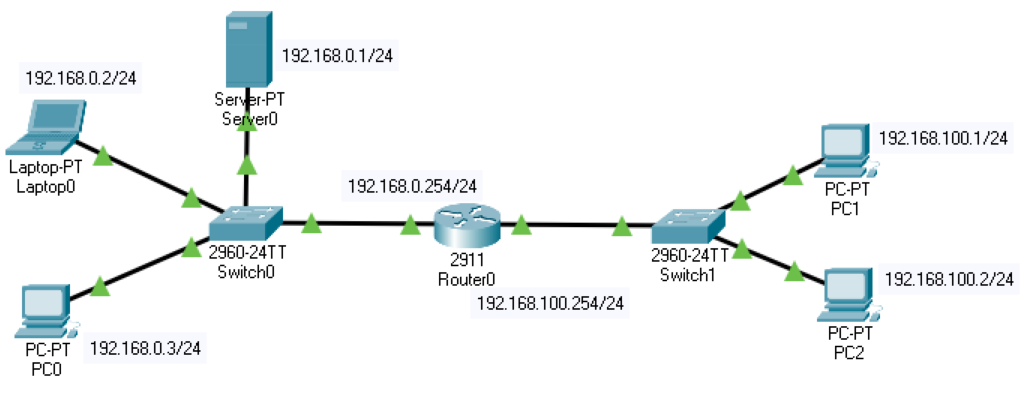 192.168.0.1/24
192.168.0.2/24
Server-PT
Server0
192.168.100.1/24
Laptop-PT
Laptop0
192.168.0.254/24
PC-PT
PC1
2960-24TT
Switch0
2911
Router0
2960-24TT
Switch1
192.168.100.2/24
192.168.100.254/24
PC-PT
PC2
PC-PT
PC0
192.168.0.3/24